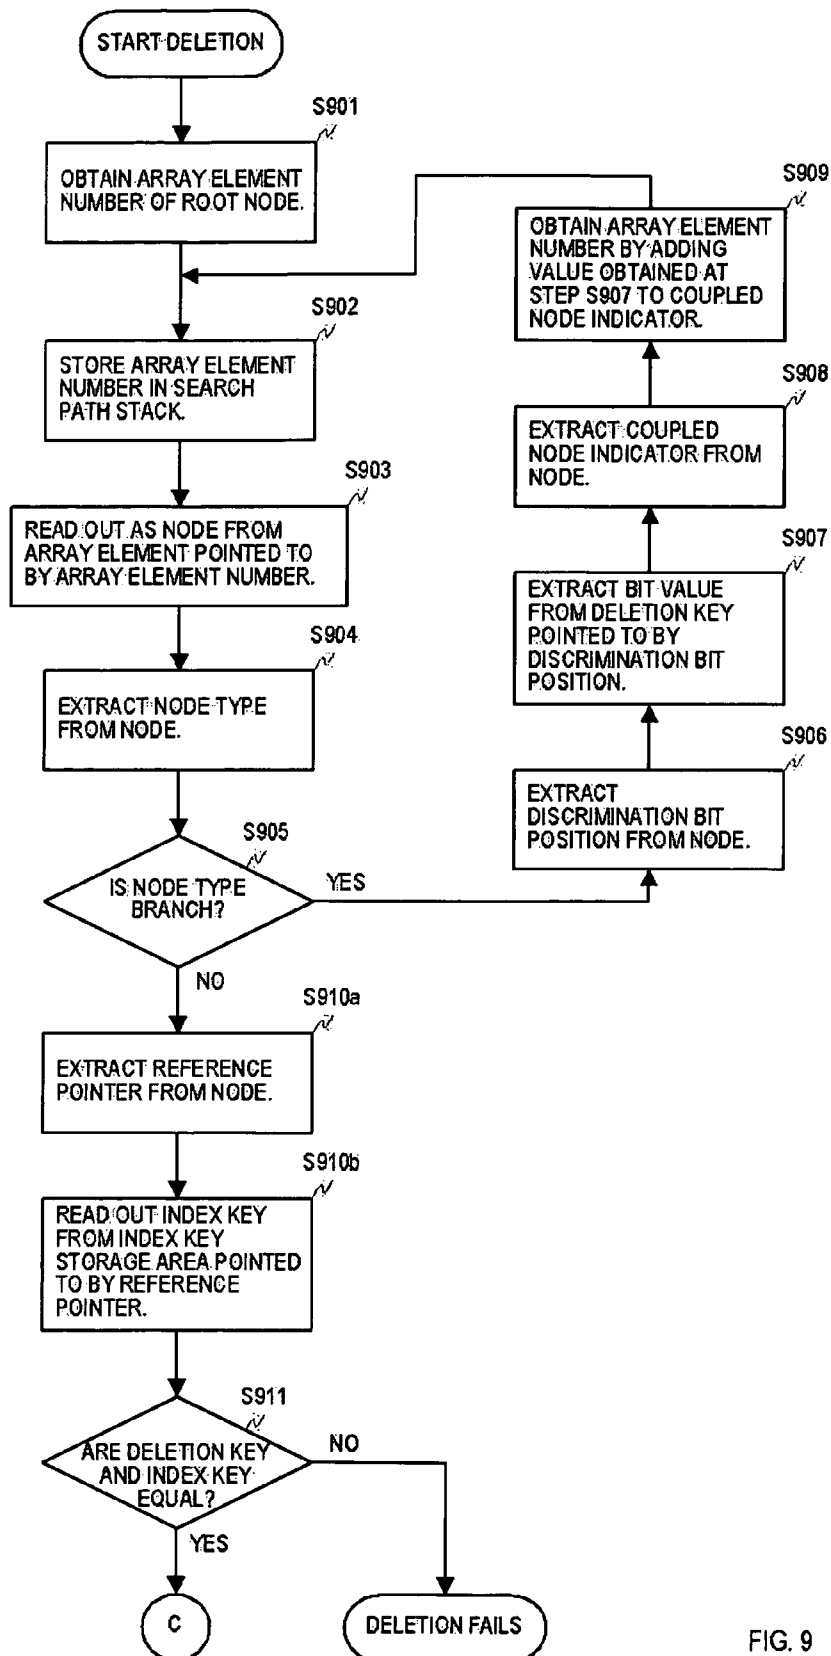 START DELETION
S901
OBTAIN ARRAY ELEMENT
NUMBER OF ROOT NODE.
S902
STORE ARRAY ELEMENT
NUMBER IN SEARCH
PATH STACK.
S903
READ OUT AS NODE FROM
ARRAY ELEMENT POINTED TO
BY ARRAY ELEMENT NUMBER.
S904
EXTRACT NODE TYPE
FROM NODE.
S905
IS NODE TYPE
BRANCH?
YES
NO
S906
EXTRACT
DISCRIMINATION BIT
POSITION FROM NODE.
S907
EXTRACT BIT VALUE
FROM DELETION KEY
POINTED TO BY
DISCRIMINATION BIT
POSITION.
S908
EXTRACT COUPLED
NODE INDICATOR FROM
NODE.
S909
OBTAIN ARRAY ELEMENT
NUMBER BY ADDING
VALUE OBTAINED AT
STEP S907 TO COUPLED
NODE INDICATOR.
S910a
EXTRACT REFERENCE
POINTER FROM NODE.
S910b
READ OUT INDEX KEY
FROM INDEX KEY
STORAGE AREA POINTED
TO BY REFERENCE
POINTER.
S911
ARE DELETION KEY
AND INDEX KEY
EQUAL?
NO
YES
C
DELETION FAILS
FIG. 9